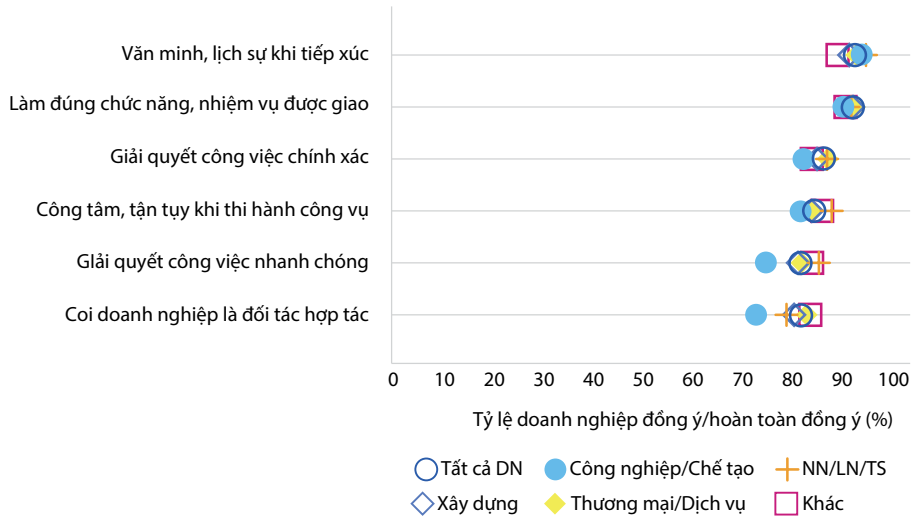 Văn minh, lịch sự khi tiếp xúc
Làm đúng chức năng, nhiệm vụ được giao
Giải quyết công việc chính xác
Công tâm, tận tụy khi thi hành công vụ
GIải quyết công việc nhanh chóng
Coi doanh nghiệp là đối tác hợp tác
0 10 20 30 40 50 60 70 80 90 100
Tỷ lệ doanh nghiệp đồng ý/hoàn toàn đồng ý (%)
Tất cả DN Công nghiệp/Chế tạo NN/LN/TS
Xây dựng Thương mại/Dịch vụ Khác